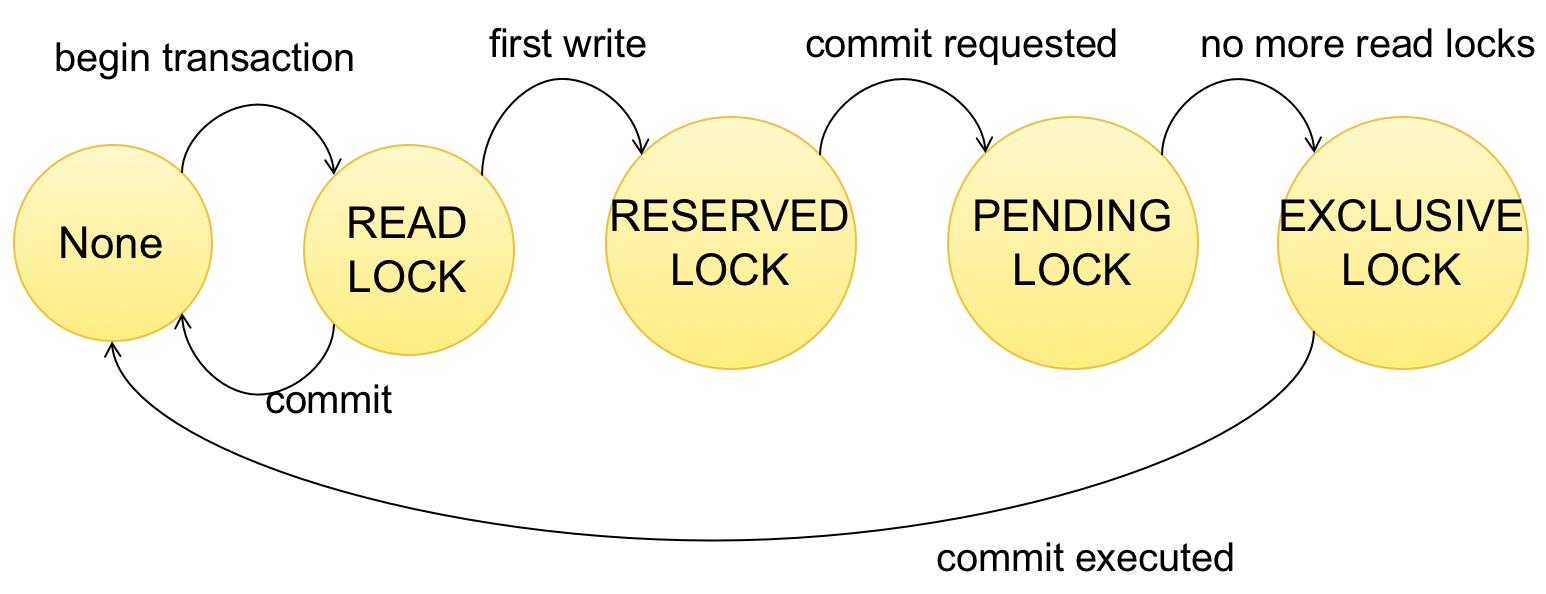 begin transaction
first write
commit requested
no more read locks
None
READ
LOCK
RESERVED
LOCK
PENDING
LOCK
EXCLUSIVE
LOCK
commit
commit executed